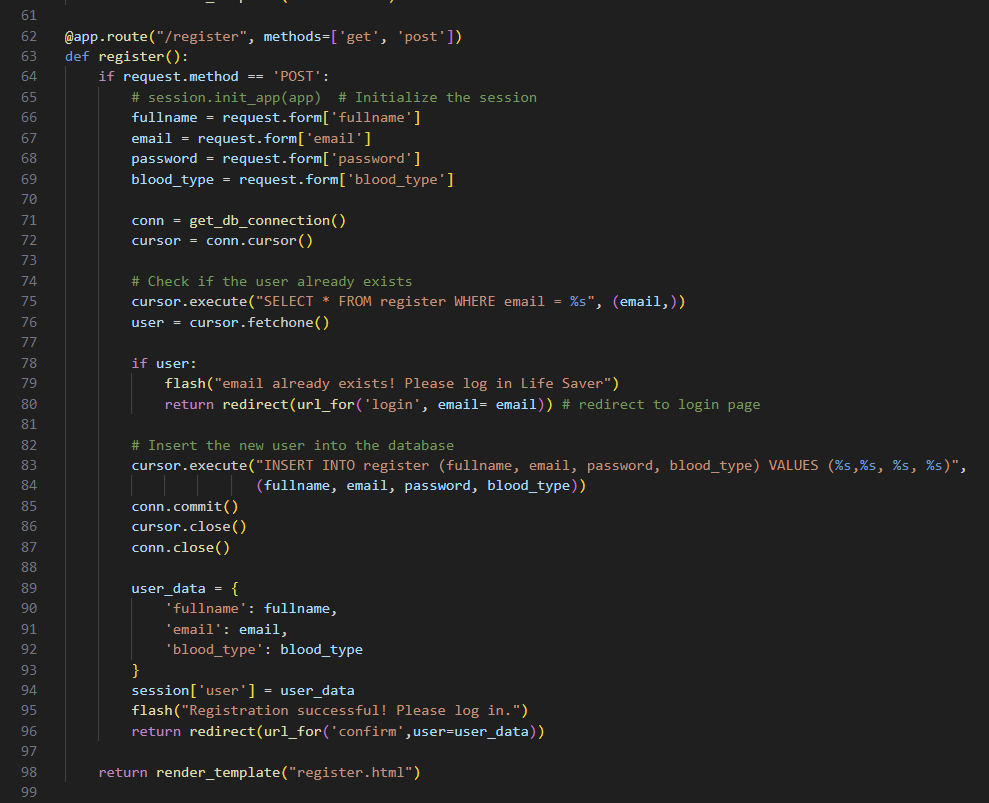 61
62 @app.route("/register", methods=['get', 'post'])
63 def register():
64     if request.method == 'POST':
65         # session.init_app(app)  # Initialize the session
66         fullname = request.form['fullname']
67         email = request.form['email']
68         password = request.form['password']
69         blood_type = request.form['blood_type']
70
71         conn = get_db_connection()
72         cursor = conn.cursor()
73
74         # Check if the user already exists
75         cursor.execute("SELECT * FROM register WHERE email = %s", (email,))
76         user = cursor.fetchone()
77
78         if user:
79             flash("email already exists! Please log in Life Saver")
80             return redirect(url_for('login', email= email)) # redirect to login page
81
82         # Insert the new user into the database
83         cursor.execute("INSERT INTO register (fullname, email, password, blood_type) VALUES (%s,%s, %s, %s)",
84                        (fullname, email, password, blood_type))
85         conn.commit()
86         cursor.close()
87         conn.close()
88
89         user_data = {
90             'fullname': fullname,
91             'email': email,
92             'blood_type': blood_type
93         }
94         session['user'] = user_data
95         flash("Registration successful! Please log in.")
96         return redirect(url_for('confirm',user=user_data))
97
98     return render_template("register.html")
99